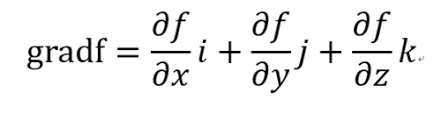 gradf = ∂f/∂x i + ∂f/∂y j + ∂f/∂z k